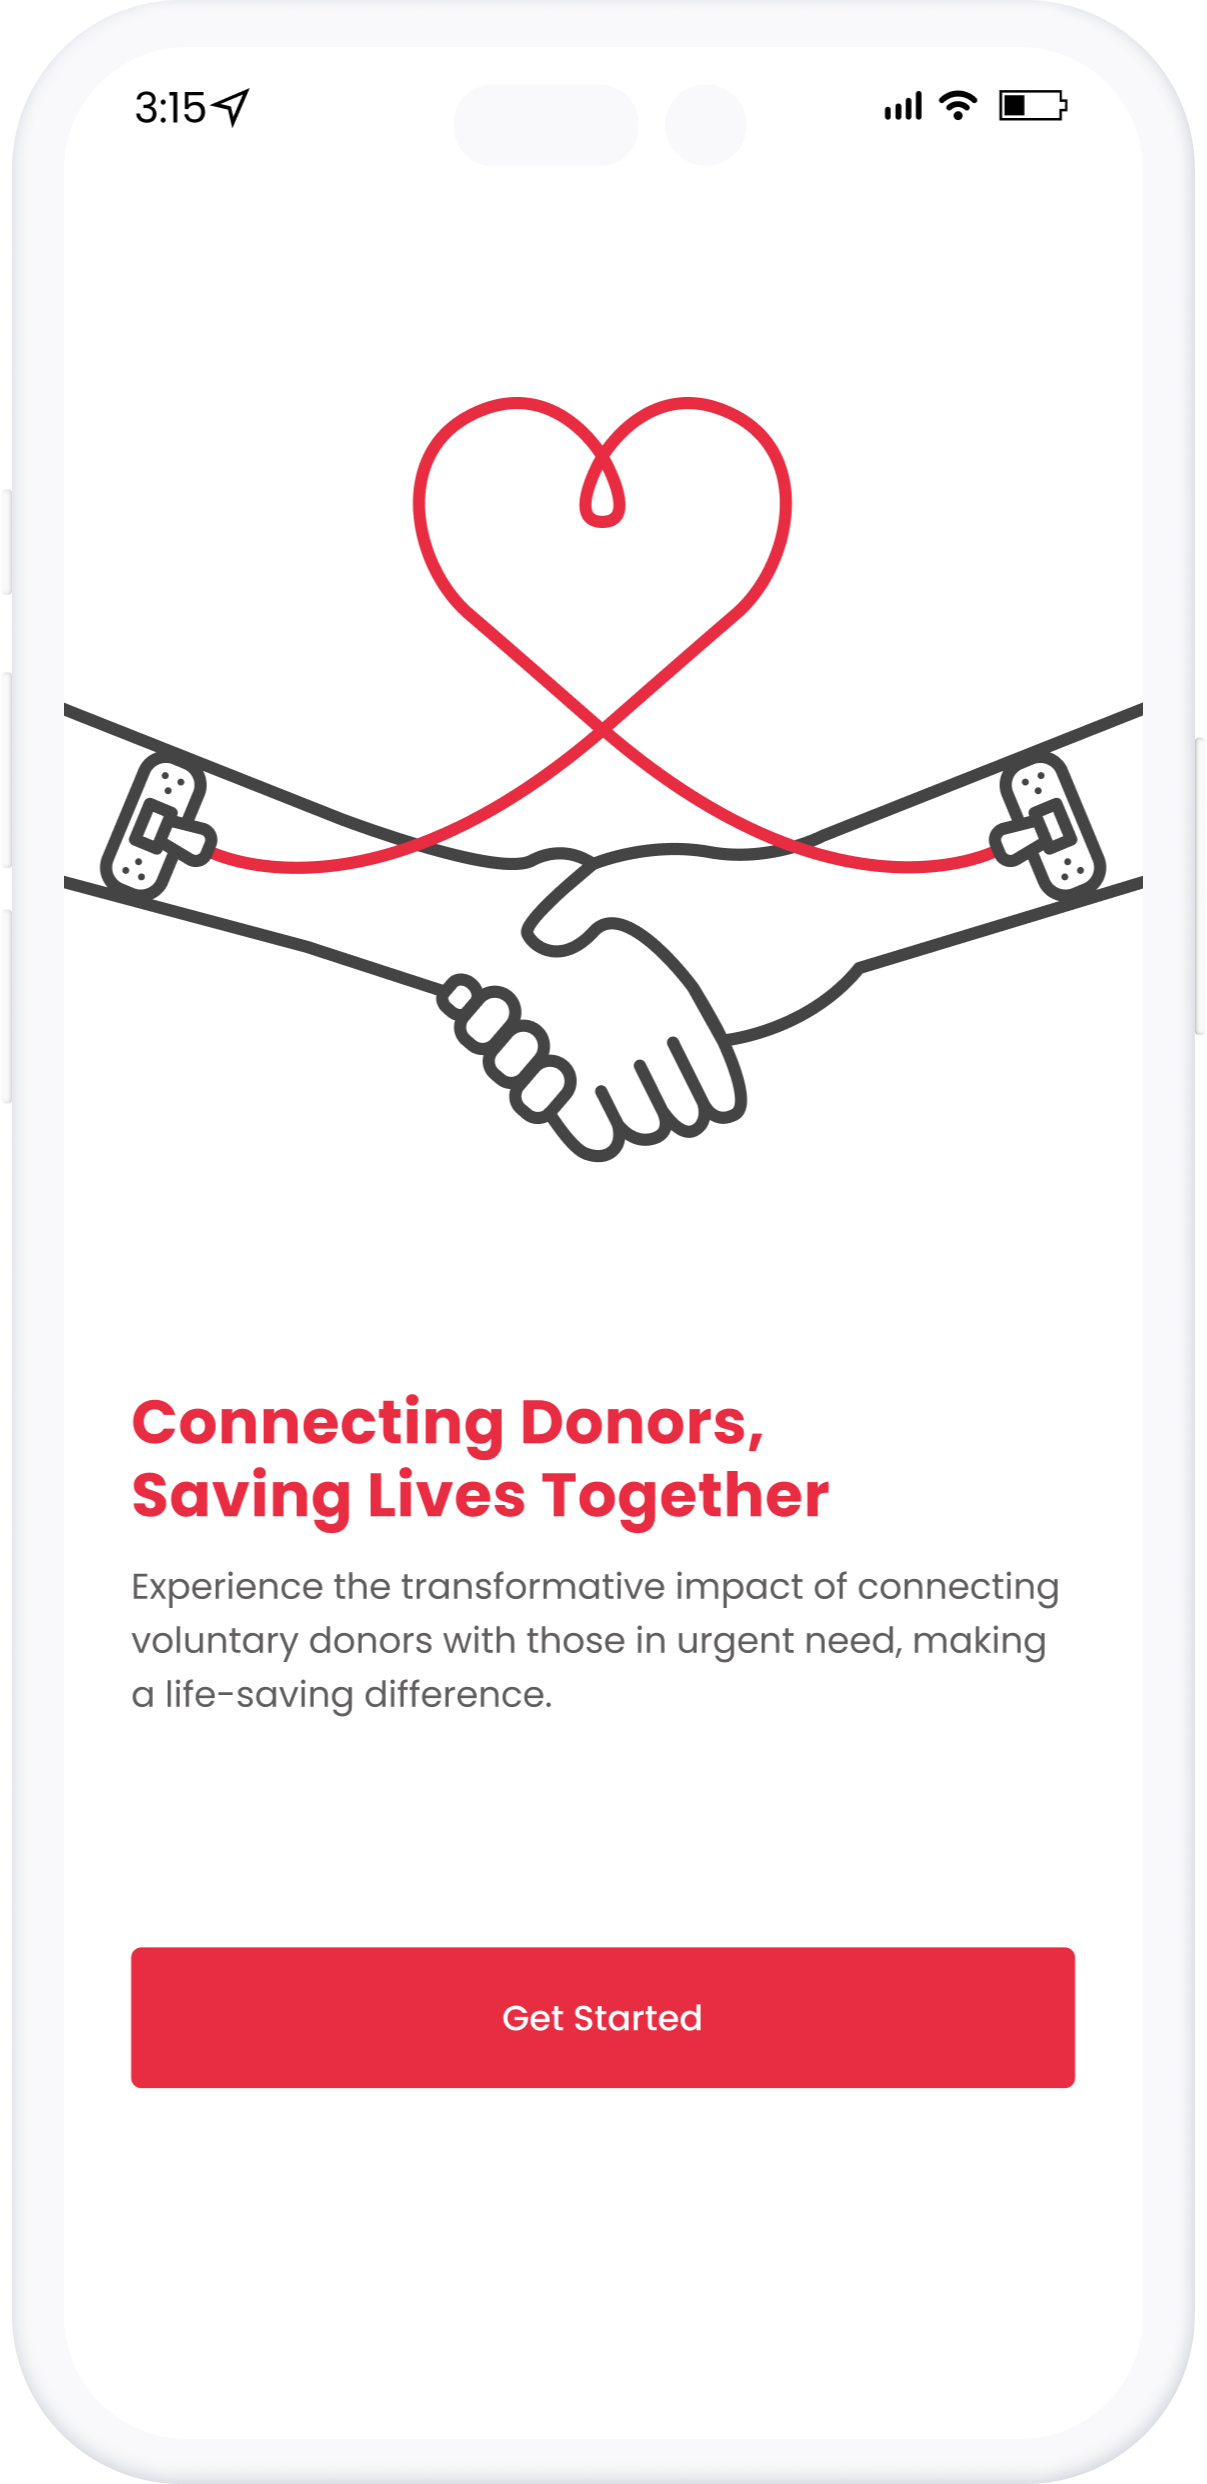 3:15
Connecting Donors,
Saving Lives Together
Experience the transformative impact of connecting
voluntary donors with those in urgent need, making
a life-saving difference.
Get Started